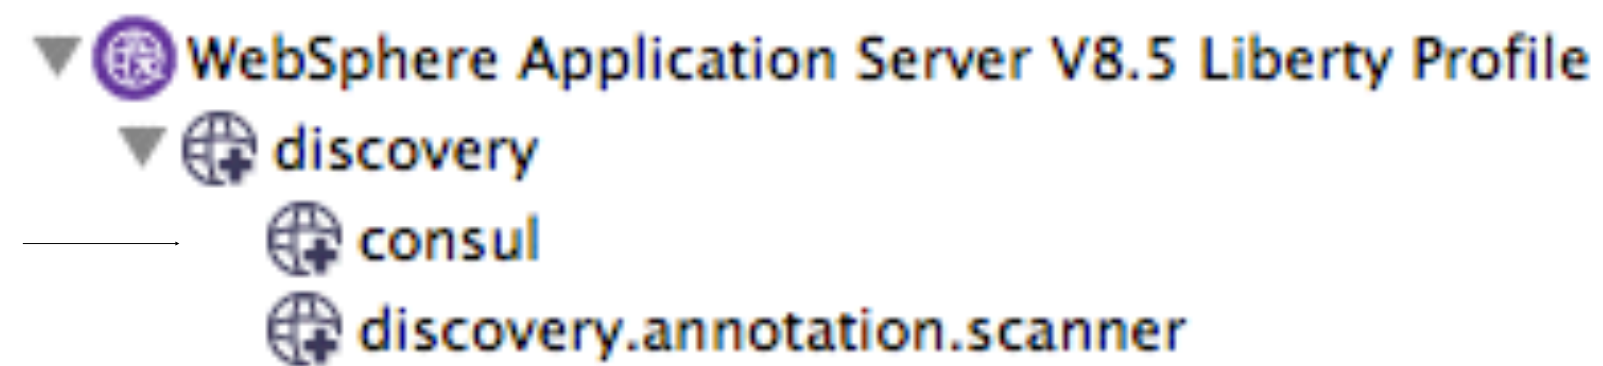 WebSphere Application Server V8.5 Liberty Profile
discovery
consul
discovery.annotation.scanner